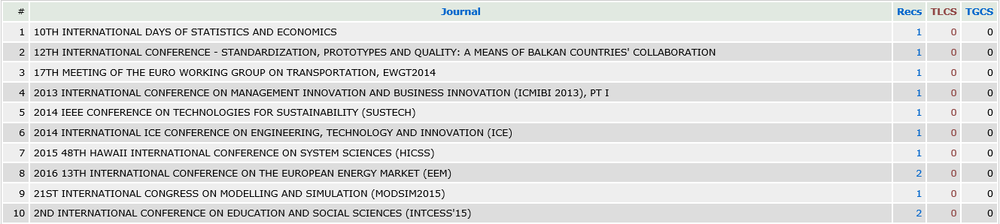 # Journal Recs TLCS TGCS
1 10TH INTERNATIONAL DAYS OF STATISTICS AND ECONOMICS 1 0 0
2 12TH INTERNATIONAL CONFERENCE - STANDARDIZATION, PROTOTYPES AND QUALITY: A MEANS OF BALKAN COUNTRIES' COLLABORATION 1 0 0
3 17TH MEETING OF THE EURO WORKING GROUP ON TRANSPORTATION, EWGT2014 1 0 0
4 2013 INTERNATIONAL CONFERENCE ON MANAGEMENT INNOVATION AND BUSINESS INNOVATION (ICMIBI 2013), PT I 1 0 0
5 2014 IEEE CONFERENCE ON TECHNOLOGIES FOR SUSTAINABILITY (SUSTECH) 1 0 0
6 2014 INTERNATIONAL ICE CONFERENCE ON ENGINEERING, TECHNOLOGY AND INNOVATION (ICE) 1 0 0
7 2015 48TH HAWAII INTERNATIONAL CONFERENCE ON SYSTEM SCIENCES (HICSS) 1 0 0
8 2016 13TH INTERNATIONAL CONFERENCE ON THE EUROPEAN ENERGY MARKET (EEM) 2 0 0
9 21ST INTERNATIONAL CONGRESS ON MODELLING AND SIMULATION (MODSIM2015) 1 0 0
10 2ND INTERNATIONAL CONFERENCE ON EDUCATION AND SOCIAL SCIENCES (INTCESS'15) 2 0 0